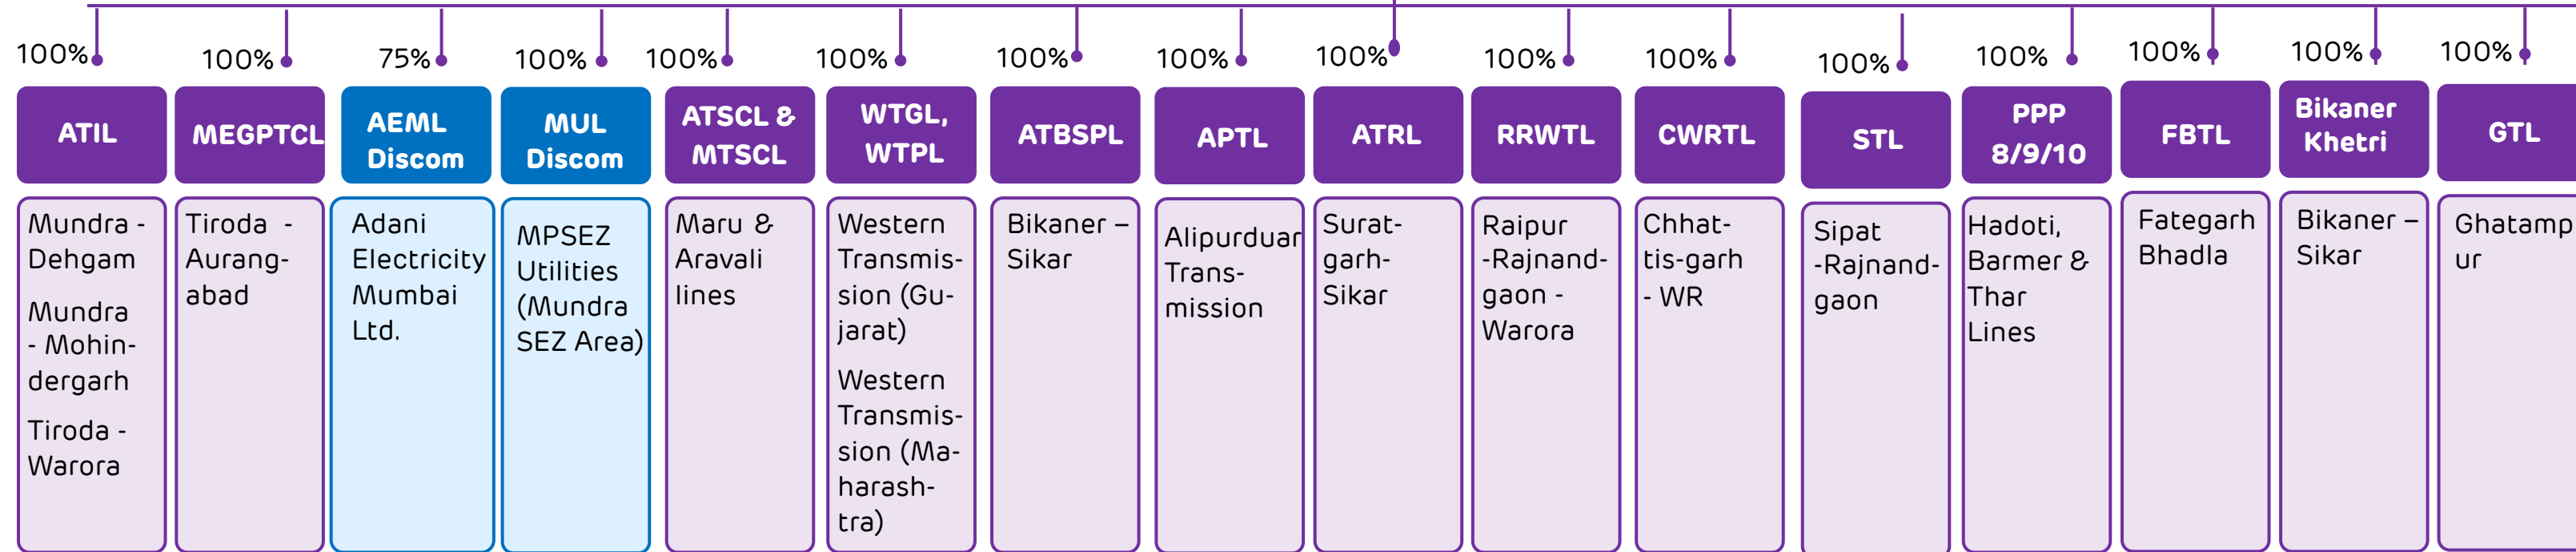 100%
100%
75%
100%
100%
100%
100%
100%
100%
100%
100%
100%
100%
100%
100%
100%
ATIL
MEGPTCL
AEML
Discom
MUL
Discom
ATSCL &
MTSCL
WTGL,
WTPL
ATBSPL
APTL
ATRL
RRWTL
CWRTL
STL
PPP
8/9/10
FBTL
Bikaner
Khetri
GTL
Mundra -
Dehgam
Mundra
- Mohin-
dergarh
Tiroda -
Warora
Tiroda -
Aurang-
abad
Adani
Electricity
Mumbai
Ltd.
MPSEZ
Utilities
(Mundra
SEZ Area)
Maru &
Aravali
lines
Western
Transmis-
sion (Gu-
jarat)
Western
Transmis-
sion (Ma-
harash-
tra)
Bikaner –
Sikar
Alipurduar
Trans-
mission
Surat-
garh-
Sikar
Raipur
-Rajnand-
gaon -
Warora
Chhat-
tis-garh
- WR
Sipat
-Rajnand-
gaon
Hadoti,
Barmer &
Thar
Lines
Fategarh
Bhadla
Bikaner –
Sikar
Ghatamp
ur